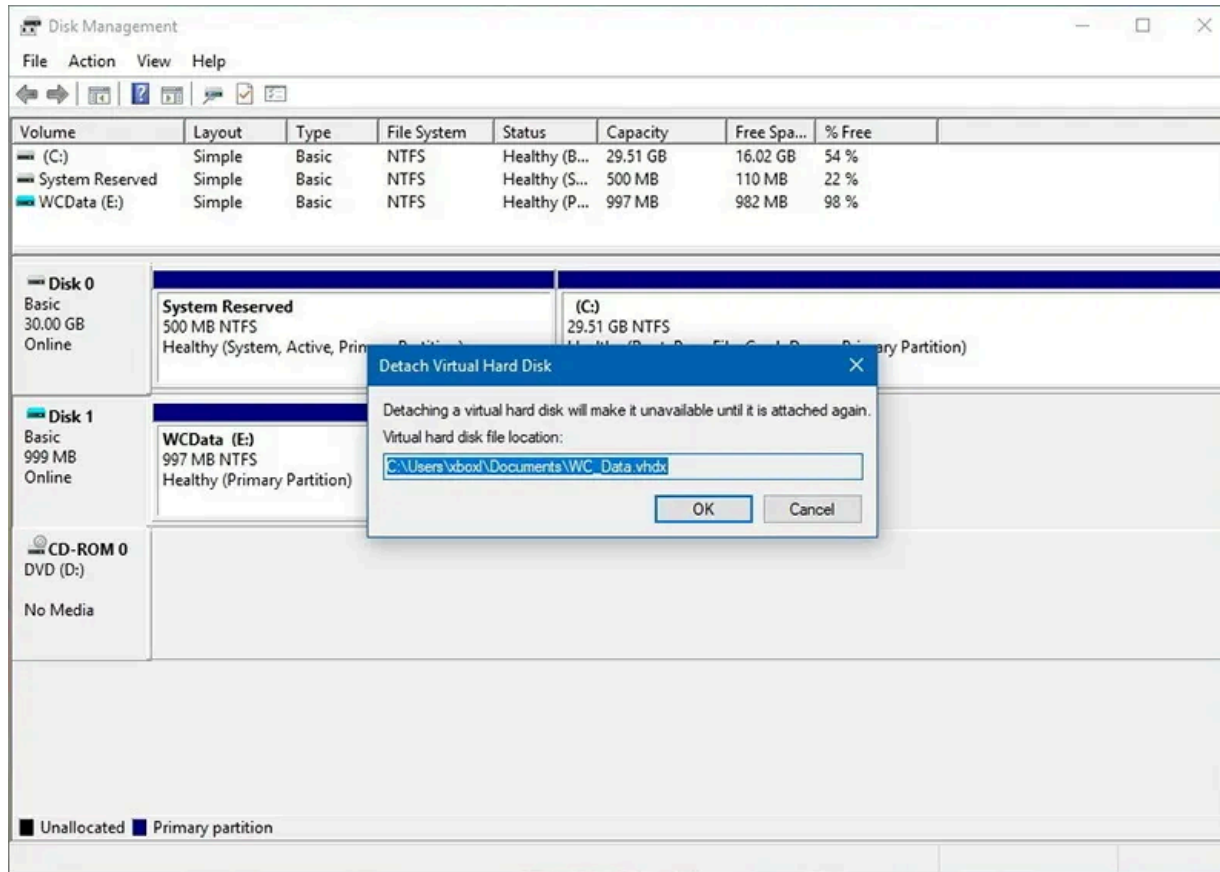 Disk Management
File Action View Help
Volume Layout Type File System Status Capacity Free Spa... % Free
(C:) Simple Basic NTFS Healthy (B... 29.51 GB 16.02 GB 54 %
System Reserved Simple Basic NTFS Healthy (S... 500 MB 110 MB 22 %
WCData (E:) Simple Basic NTFS Healthy (P... 997 MB 982 MB 98 %
Disk 0
Basic
30.00 GB
Online
System Reserved
500 MB NTFS
Healthy (System, Active, Prim
(C:)
29.51 GB NTFS
ary Partition)
Detach Virtual Hard Disk
Detaching a virtual hard disk will make it unavailable until it is attached again.
Virtual hard disk file location:
C:\Users\xboxl\Documents\WC_Data.vhdx
OK Cancel
Disk 1
Basic
999 MB
Online
WCData (E:)
997 MB NTFS
Healthy (Primary Partition)
CD-ROM 0
DVD (D:)
No Media
Unallocated Primary partition